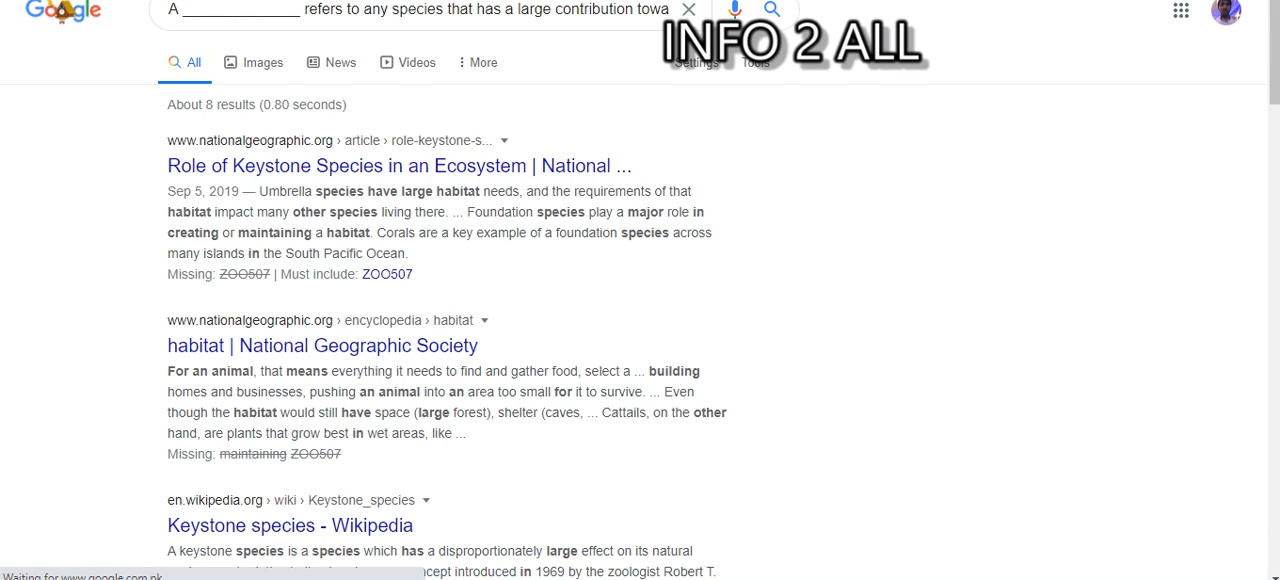 Google
A ______________ refers to any species that has a large contribution towa
INFO 2 ALL
All Images News Videos More Settings Tools
About 8 results (0.80 seconds)
www.nationalgeographic.org › article › role-keystone-s...
Role of Keystone Species in an Ecosystem | National ...
Sep 5, 2019 — Umbrella species have large habitat needs, and the requirements of that
habitat impact many other species living there. ... Foundation species play a major role in
creating or maintaining a habitat. Corals are a key example of a foundation species across
many islands in the South Pacific Ocean.
Missing: ZOO507 | Must include: ZOO507
www.nationalgeographic.org › encyclopedia › habitat
habitat | National Geographic Society
For an animal, that means everything it needs to find and gather food, select a ... building
homes and businesses, pushing an animal into an area too small for it to survive. ... Even
though the habitat would still have space (large forest), shelter (caves, ... Cattails, on the other
hand, are plants that grow best in wet areas, like ...
Missing: maintaining ZOO507
en.wikipedia.org › wiki › Keystone_species
Keystone species - Wikipedia
A keystone species is a species which has a disproportionately large effect on its natural
introduced in 1969 by the zoologist Robert T.
Waiting for www.google.com.pk